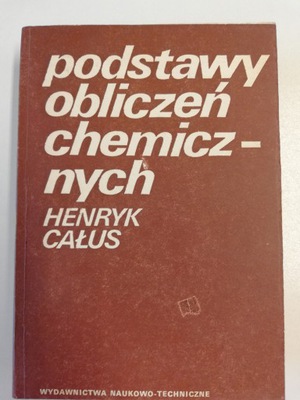 podstawy
obliczeń
chemicz-
nych
HENRYK
CAŁUS
WYDAWNICTWA NAUKOWO-TECHNICZNE